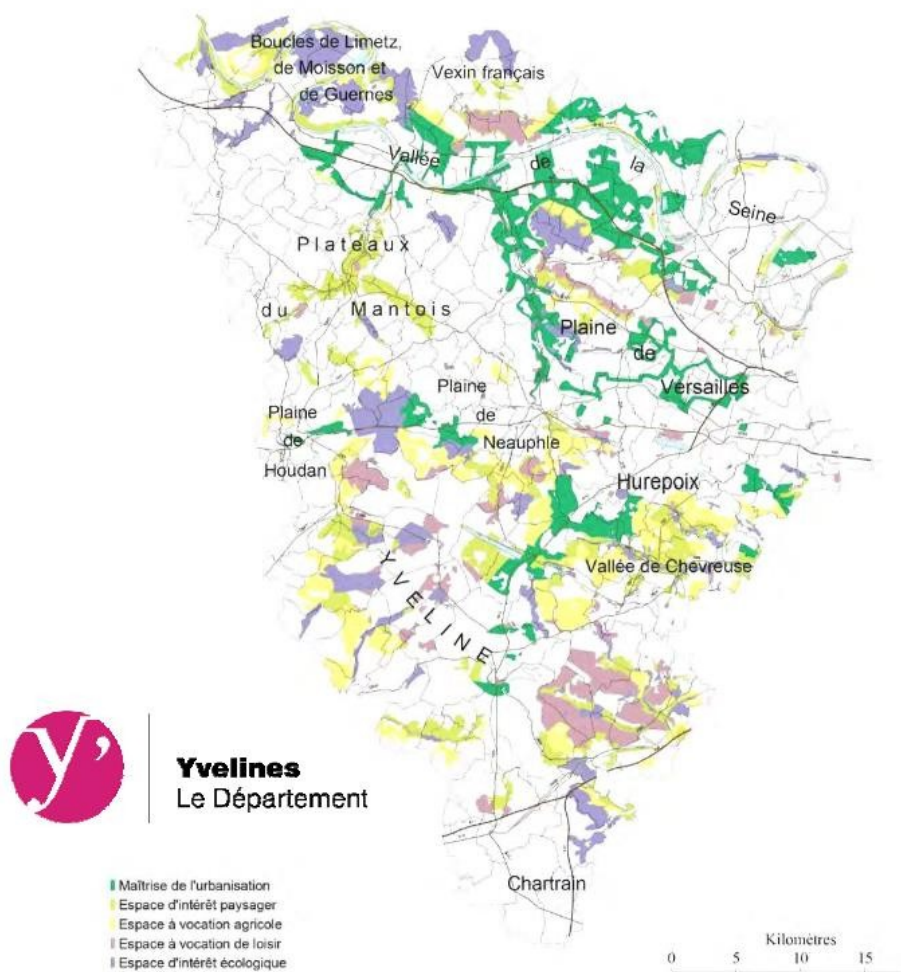 Boucles de Limetz,
de Moisson et
de Guernes
Vexin français
Vallée de la
Seine
Plateaux
du Mantois
Plaine
de
Versailles
Plaine
de
Neauphle
Plaine
de
Houdan
Hurepoix
Vallée de Chevreuse
YVELINE
Chartrain
y'
Yvelines
Le Département
Maîtrise de l'urbanisation
Espace d'intérêt paysager
Espace à vocation agricole
Espace à vocation de loisir
Espace d'intérêt écologique
Kilomètres
0 5 10 15